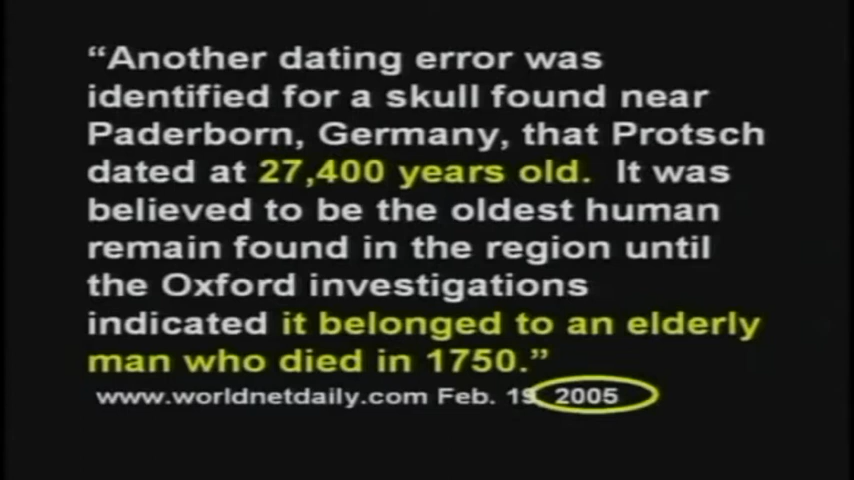 “Another dating error was
identified for a skull found near
Paderborn, Germany, that Protsch
dated at 27,400 years old. It was
believed to be the oldest human
remain found in the region until
the Oxford investigations
indicated it belonged to an elderly
man who died in 1750.”
www.worldnetdaily.com Feb. 19, 2005